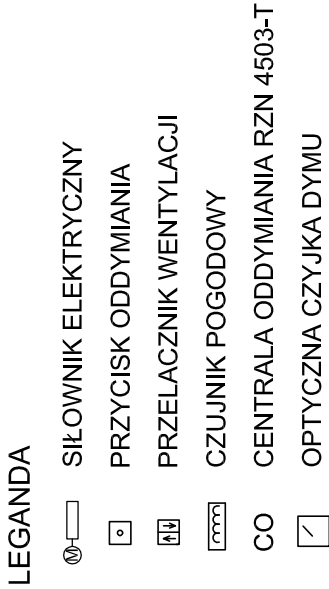 LEGANDA
M SIŁOWNIK ELEKTRYCZNY
PRZYCISK ODDYMIANIA
PRZELACZNIK WENTYLACJI
CZUJNIK POGODOWY
CO CENTRALA ODDYMIANIA RZN 4503-T
OPTYCZNA CZYJKA DYMU